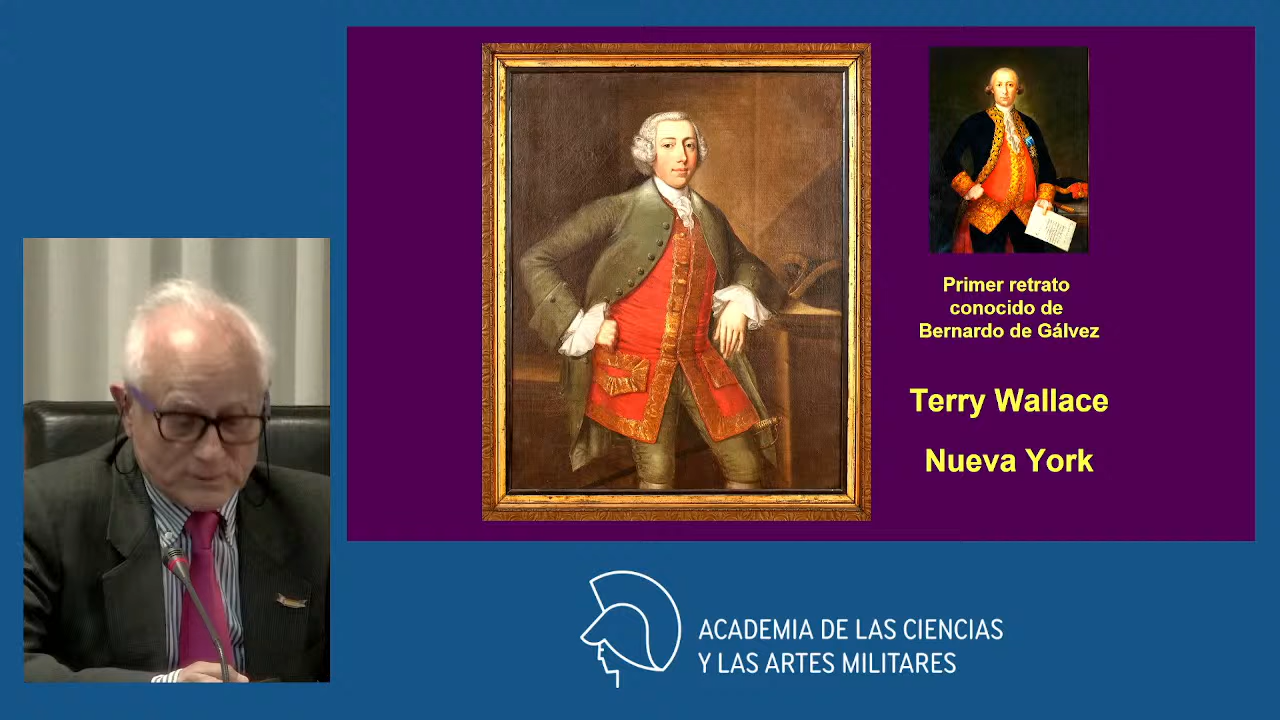 Primer retrato
conocido de
Bernardo de Gálvez
Terry Wallace
Nueva York
ACADEMIA DE LAS CIENCIAS
Y LAS ARTES MILITARES